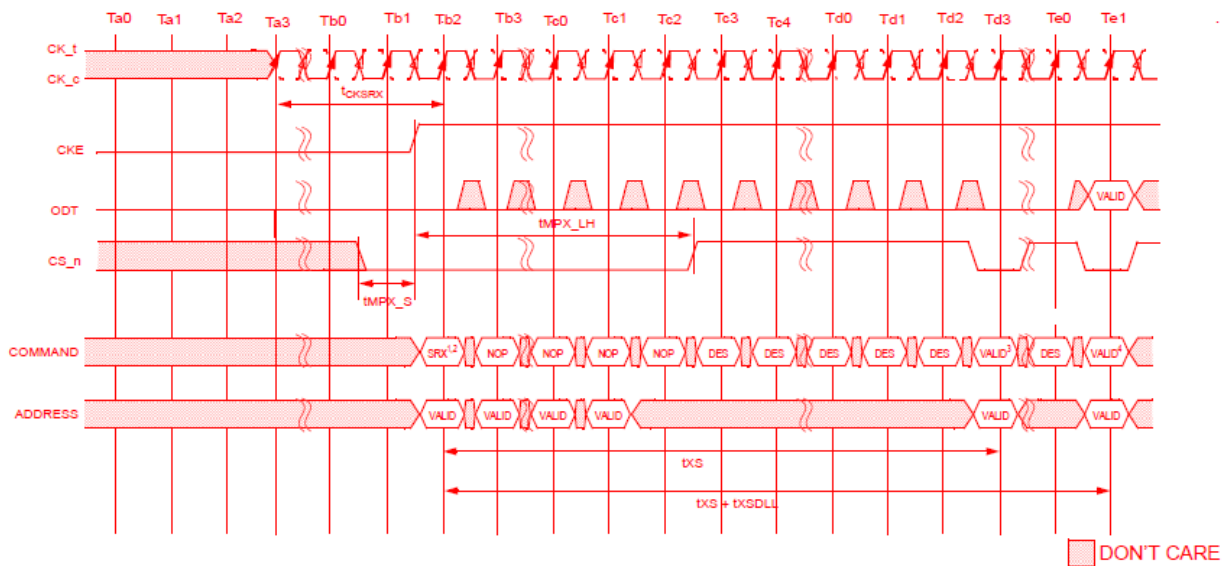 Ta0 Ta1 Ta2 Ta3 Tb0 Tb1 Tb2 Tb3 Tc0 Tc1 Tc2 Tc3 Tc4 Td0 Td1 Td2 Td3 Te0 Te1
CK_t
CK_c
tCKSRX
CKE
VALID
ODT
tMPX_LH
CS_n
tMPX_S
COMMAND SRX1,2 NOP NOP NOP NOP DES DES DES DES DES VALID3 DES VALID4
ADDRESS VALID VALID VALID VALID VALID VALID
tXS
tXS + tXSDLL
DON'T CARE